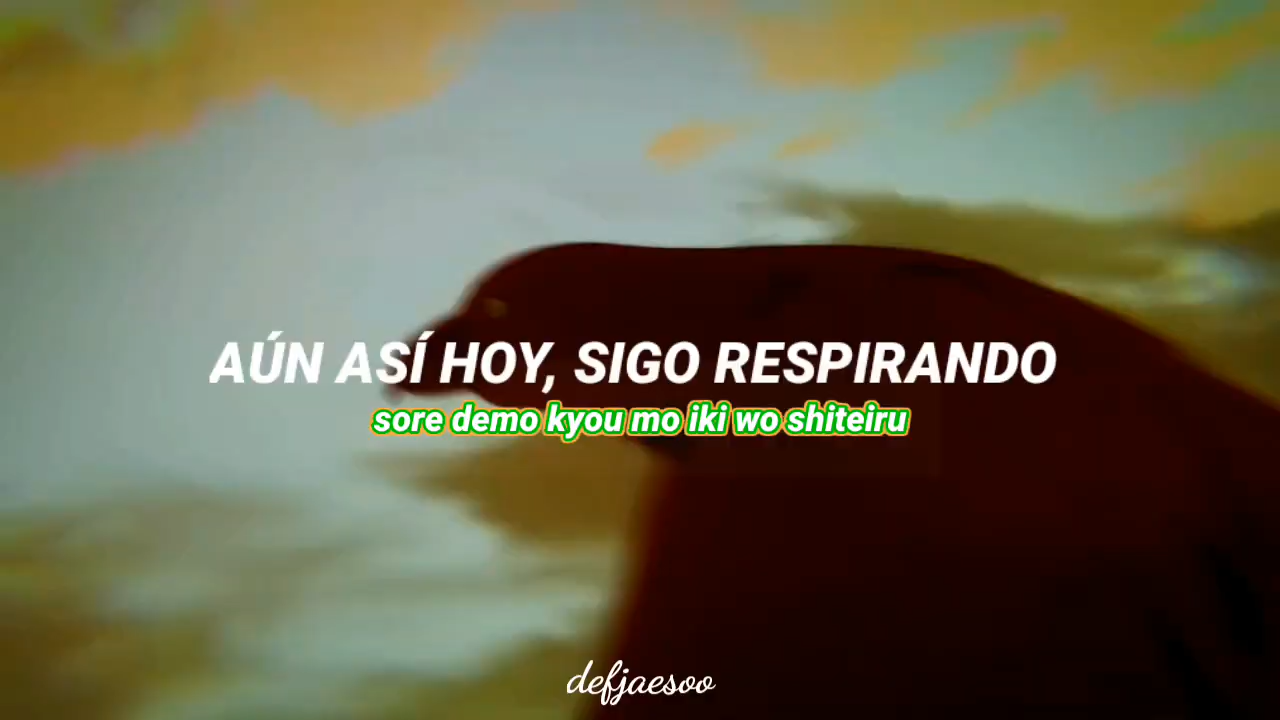 AÚN ASÍ HOY, SIGO RESPIRANDO
sore demo kyou mo iki wo shiteiru
defjaesoo